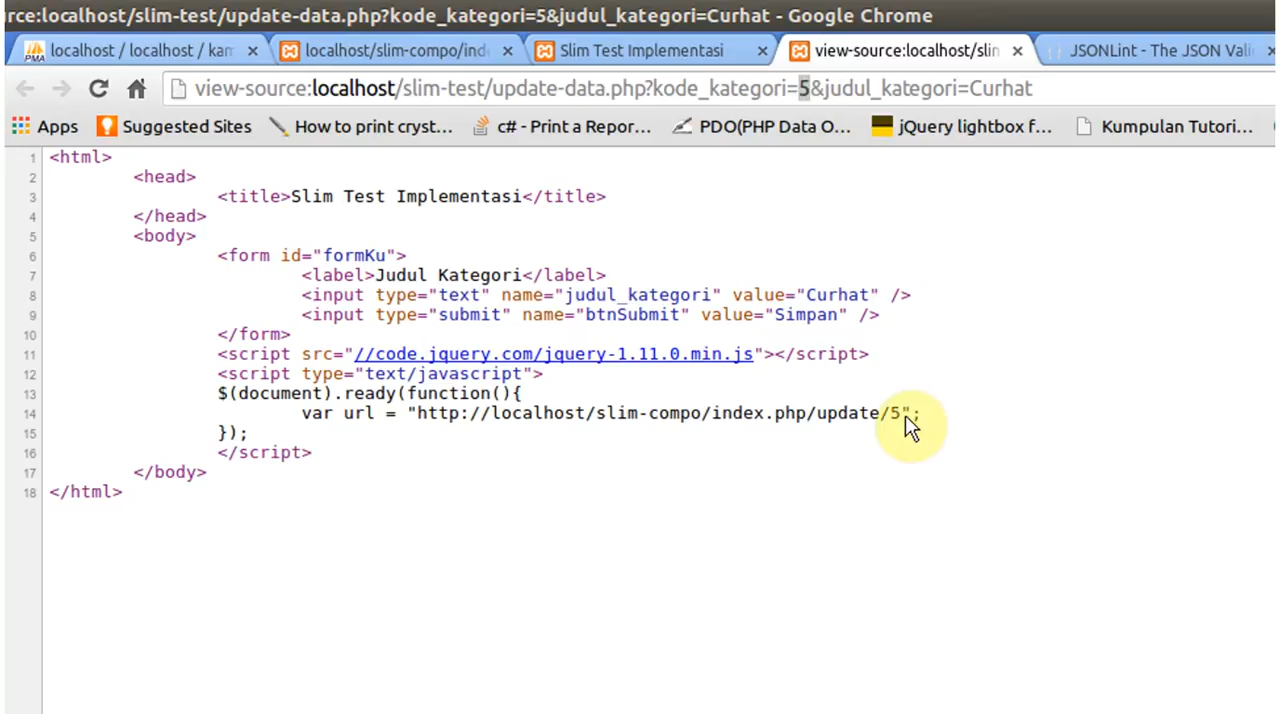 rce:localhost/slim-test/update-data.php?kode_kategori=5&judul_kategori=Curhat - Google Chrome
PMA localhost / localhost / kam × localhost/slim-compo/inde × Slim Test Implementasi × view-source:localhost/slim × JSONLint - The JSON Vali ×
view-source:localhost/slim-test/update-data.php?kode_kategori=5&judul_kategori=Curhat
Apps Suggested Sites How to print cryst... c# - Print a Repor... PDO(PHP Data O... jQuery lightbox f... Kumpulan Tutori...
1 <html>
2 <head>
3 <title>Slim Test Implementasi</title>
4 </head>
5 <body>
6 <form id="formKu">
7 <label>Judul Kategori</label>
8 <input type="text" name="judul_kategori" value="Curhat" />
9 <input type="submit" name="btnSubmit" value="Simpan" />
10 </form>
11 <script src="//code.jquery.com/jquery-1.11.0.min.js"></script>
12 <script type="text/javascript">
13 $(document).ready(function(){
14 var url = "http://localhost/slim-compo/index.php/update/5";
15 });
16 </script>
17 </body>
18 </html>